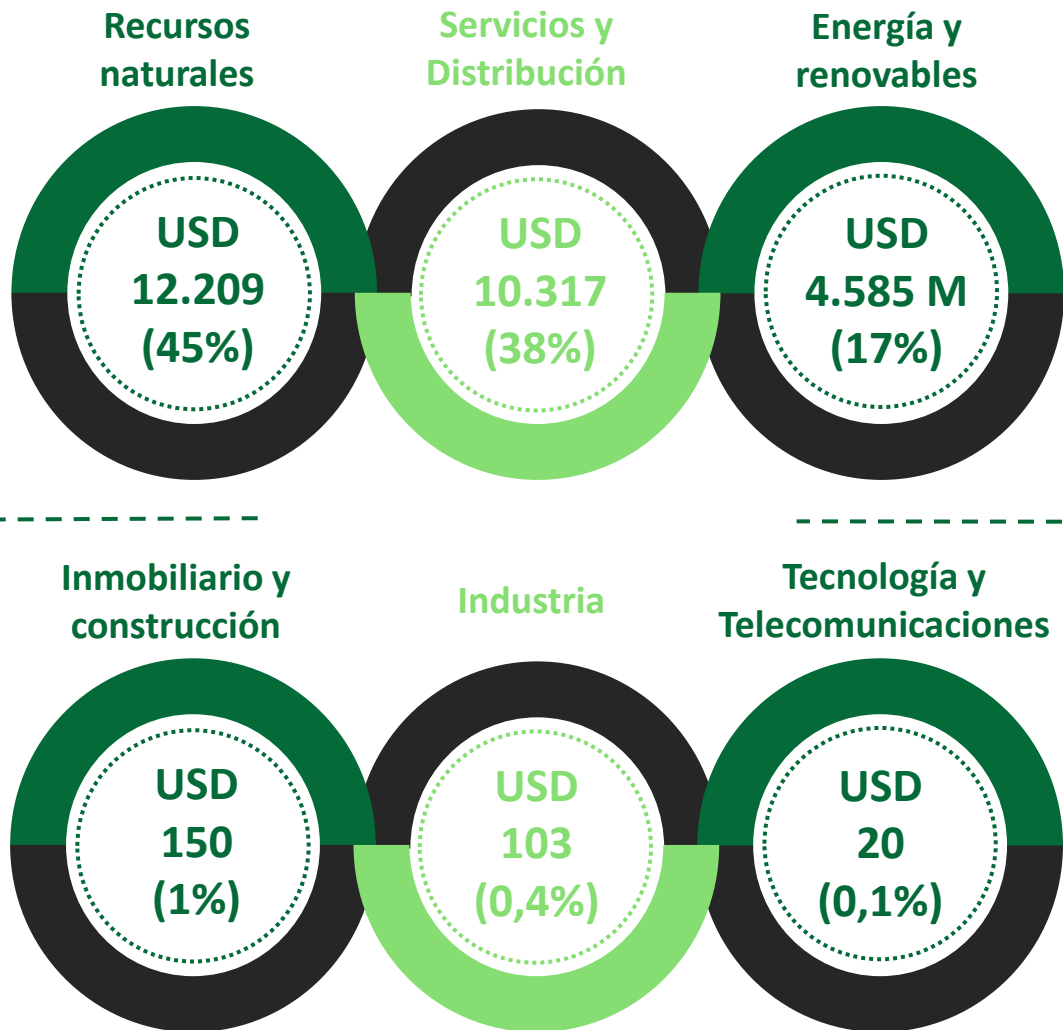 Recursos
naturales
USD
12.209
(45%)
Servicios y
Distribución
USD
10.317
(38%)
Energía y
renovables
USD
4.585 M
(17%)
Inmobiliario y
construcción
USD
150
(1%)
Industria
USD
103
(0,4%)
Tecnología y
Telecomunicaciones
USD
20
(0,1%)